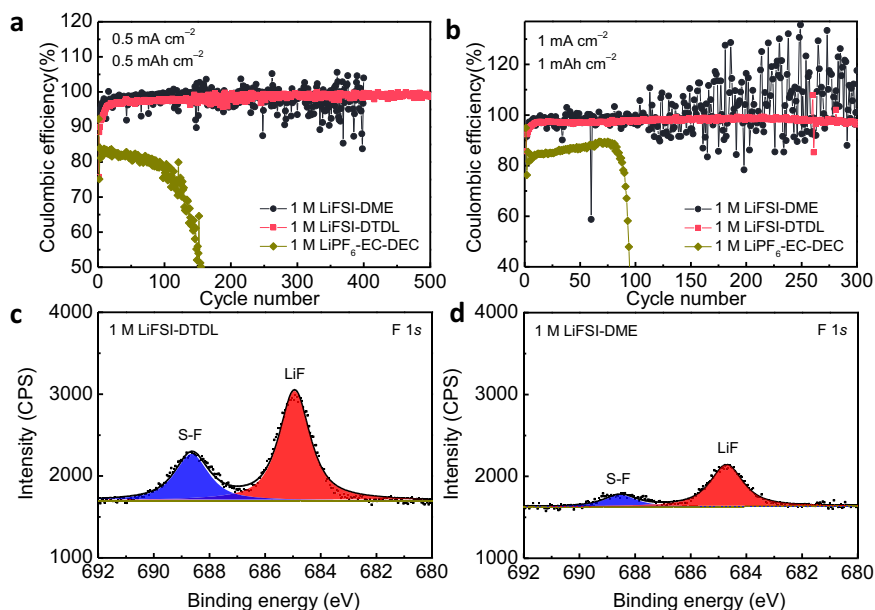 a
0.5 mA cm⁻²
0.5 mAh cm⁻²
Coulombic efficiency(%)
120
110
100
90
80
70
60
50
1 M LiFSI-DME
1 M LiFSI-DTDL
1 M LiPF₆-EC-DEC
0 100 200 300 400 500
Cycle number
b
1 mA cm⁻²
1 mAh cm⁻²
Coulombic efficiency (%)
120
100
80
60
40
1 M LiFSI-DME
1 M LiFSI-DTDL
1 M LiPF₆-EC-DEC
0 50 75 100 125 250 300
Cycle number
c
1 M LiFSI-DTDL
F 1s
Intensity (CPS)
4000
3000
2000
1000
S-F
LiF
692 690 688 686 684 682 680
Binding energy (eV)
d
1 M LiFSI-DME
F 1s
Intensity (CPS)
4000
3000
2000
1000
S-F
LiF
692 690 688 686 684 682 680
Binding energy (eV)